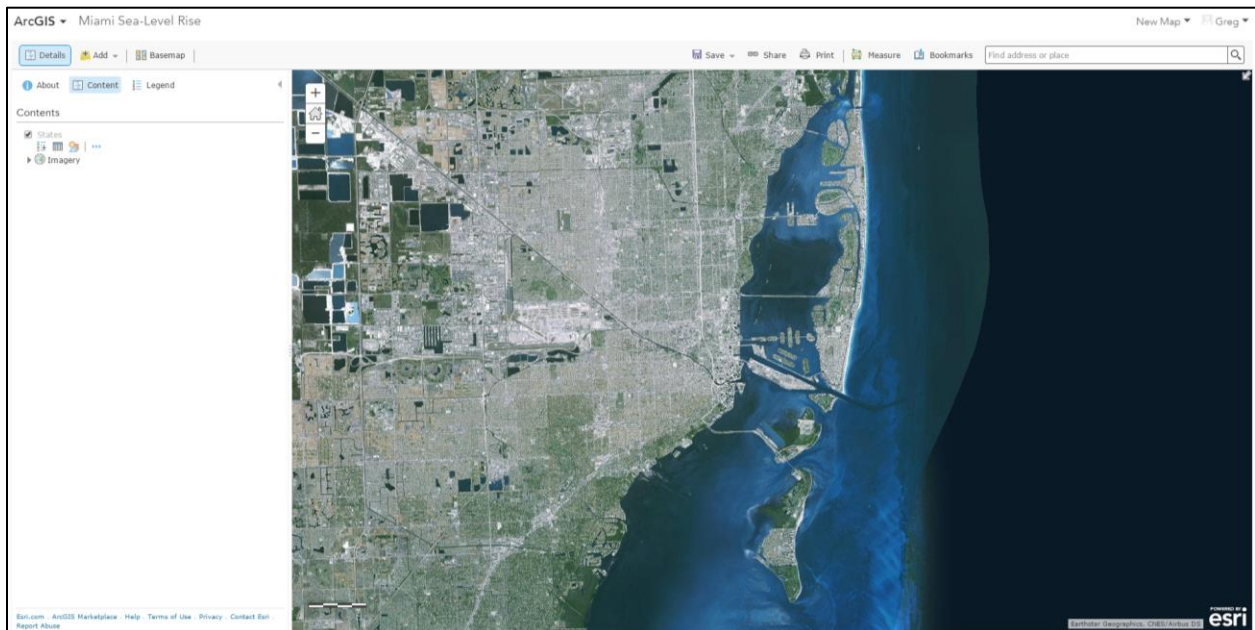 ArcGIS ▾ Miami Sea-Level Rise
New Map ▾ Greg ▾
Details Add Basemap Save Share Print Measure Bookmarks Find address or place
About Content Legend
+
−
Contents
States
Imagery
Esri.com . ArcGIS Marketplace . Help . Terms of Use . Privacy . Contact Esri .
Report Abuse
Earthstar Geographics, CNES/Airbus DS
POWERED BY
esri